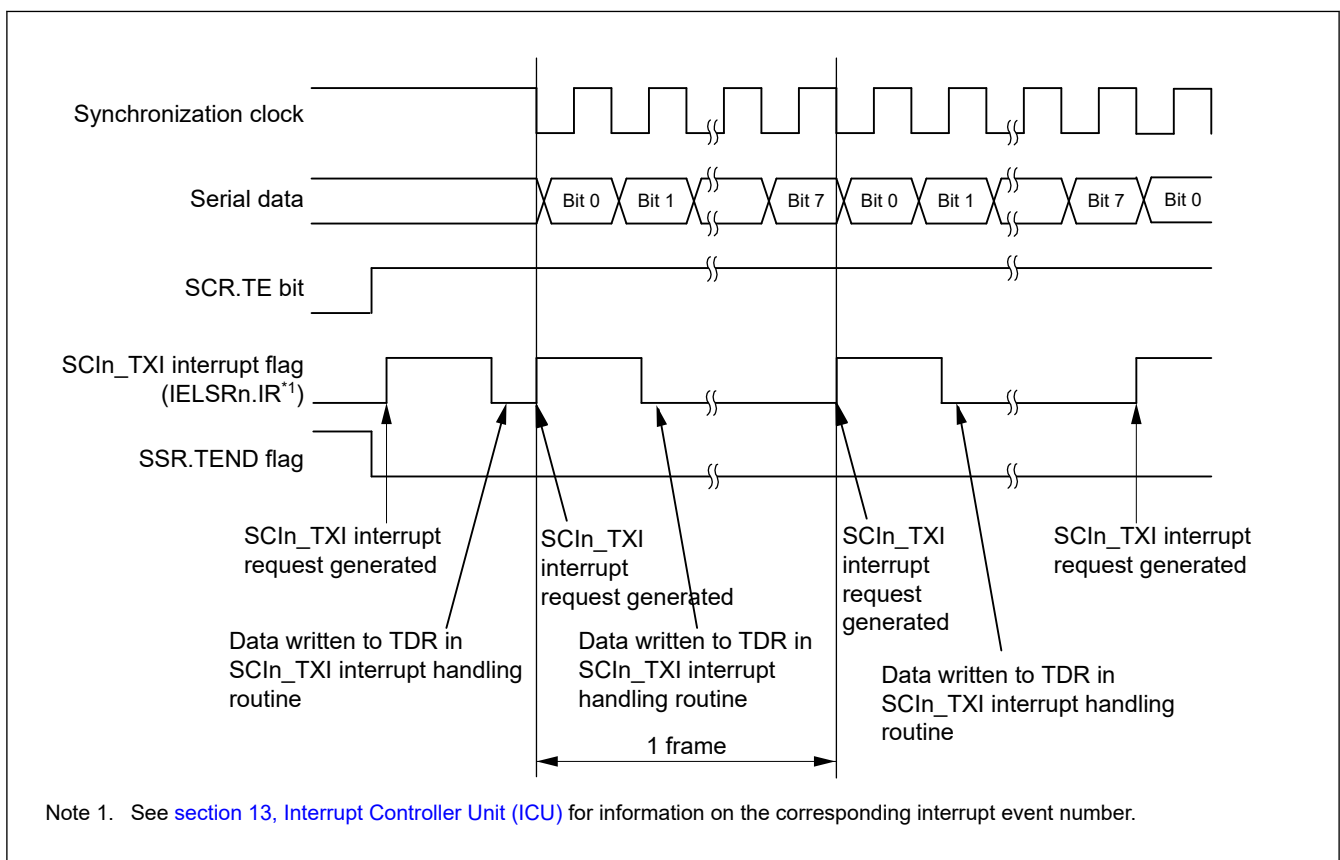 Synchronization clock
Serial data
Bit 0
Bit 1
Bit 7
Bit 0
Bit 1
Bit 7
Bit 0
SCR.TE bit
SCIn_TXI interrupt flag
(IELSRn.IR*1)
SSR.TEND flag
SCIn_TXI interrupt
request generated
SCIn_TXI
interrupt
request generated
SCIn_TXI
interrupt
request
generated
SCIn_TXI interrupt
request generated
Data written to TDR in
SCIn_TXI interrupt handling
routine
Data written to TDR in
SCIn_TXI interrupt
handling routine
Data written to TDR in
SCIn_TXI interrupt handling
routine
1 frame
Note 1. See section 13, Interrupt Controller Unit (ICU) for information on the corresponding interrupt event number.